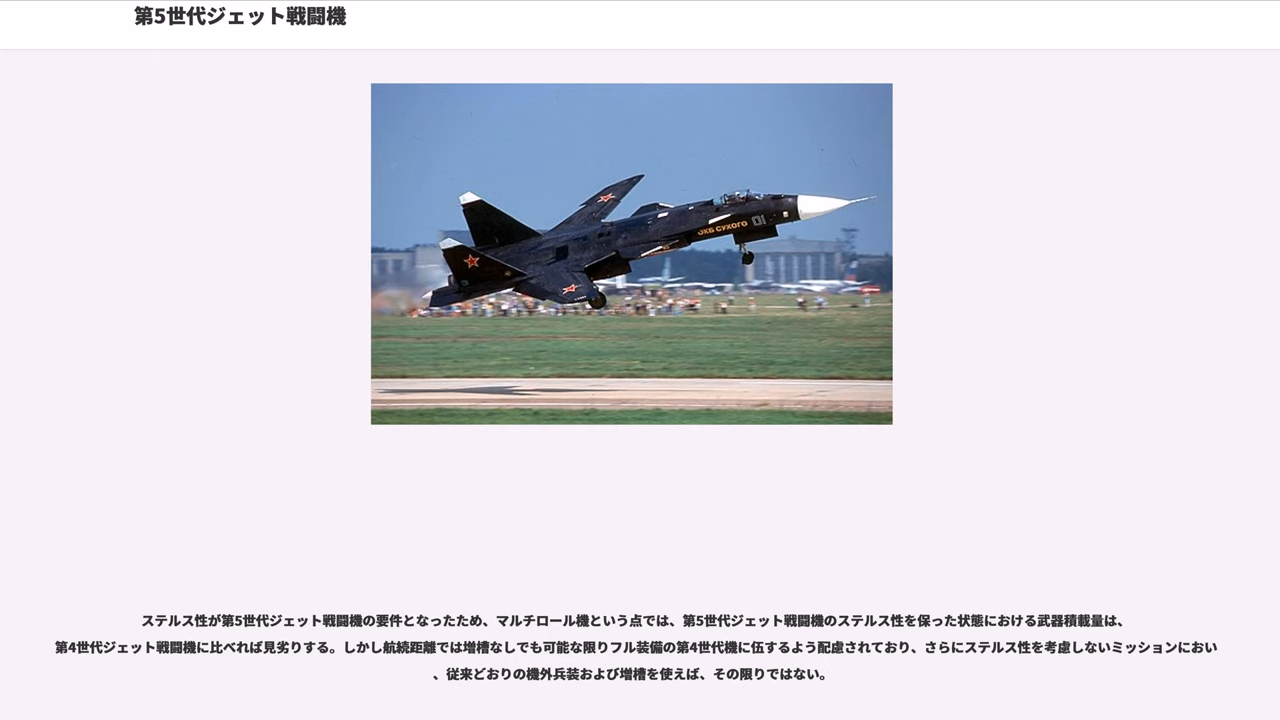 第5世代ジェット戦闘機
ОКБ СУХОГО 01
ステルス性が第5世代ジェット戦闘機の要件となったため、マルチロール機という点では、第5世代ジェット戦闘機のステルス性を保った状態における武器積載量は、
第4世代ジェット戦闘機に比べれば見劣りする。しかし航続距離では増槽なしでも可能な限りフル装備の第4世代機に伍するよう配慮されており、さらにステルス性を考慮しないミッションにおい
、従来どおりの機外兵装および増槽を使えば、その限りではない。